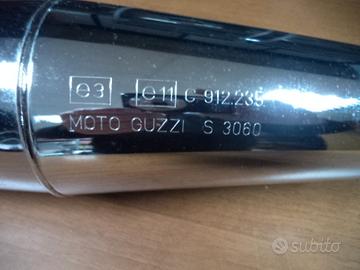 e3 e11 C 912.235
MOTO GUZZI S 3060
subito